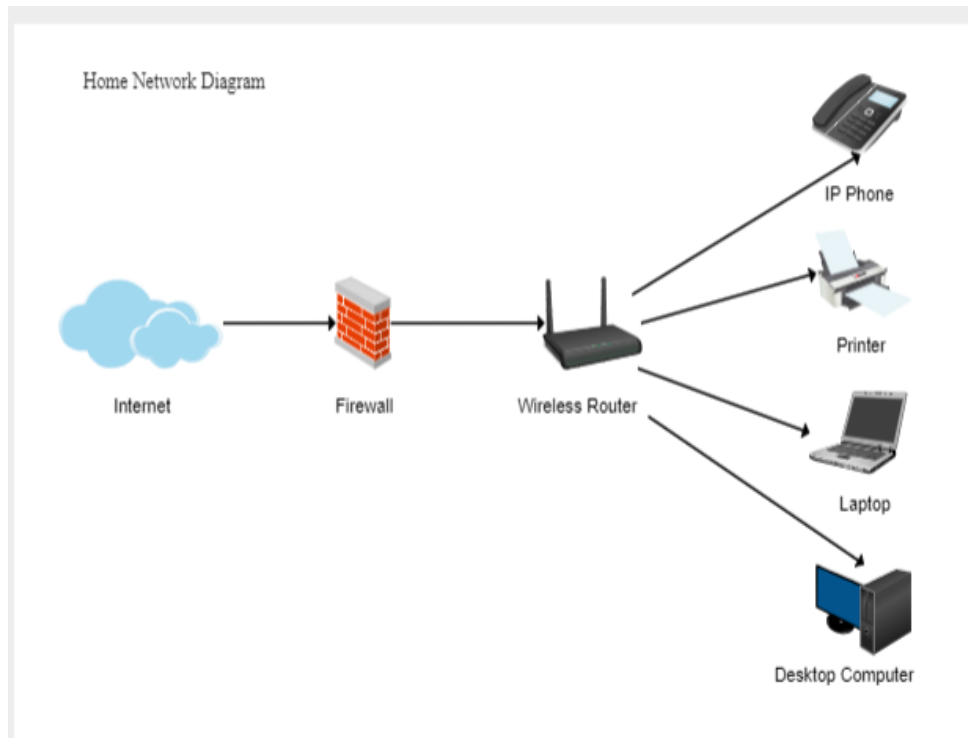 Home Network Diagram
IP Phone
Printer
Internet
Firewall
Wireless Router
Laptop
Desktop Computer